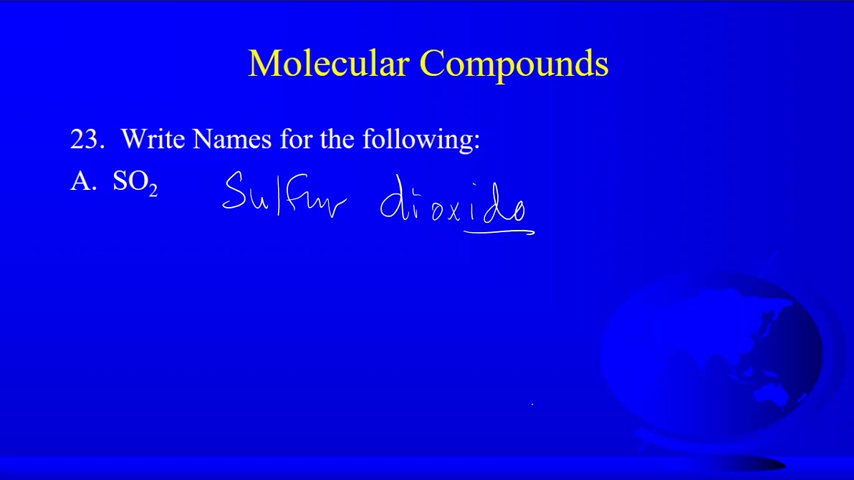 Molecular Compounds
23. Write Names for the following:
A. SO₂ Sulfur dioxide